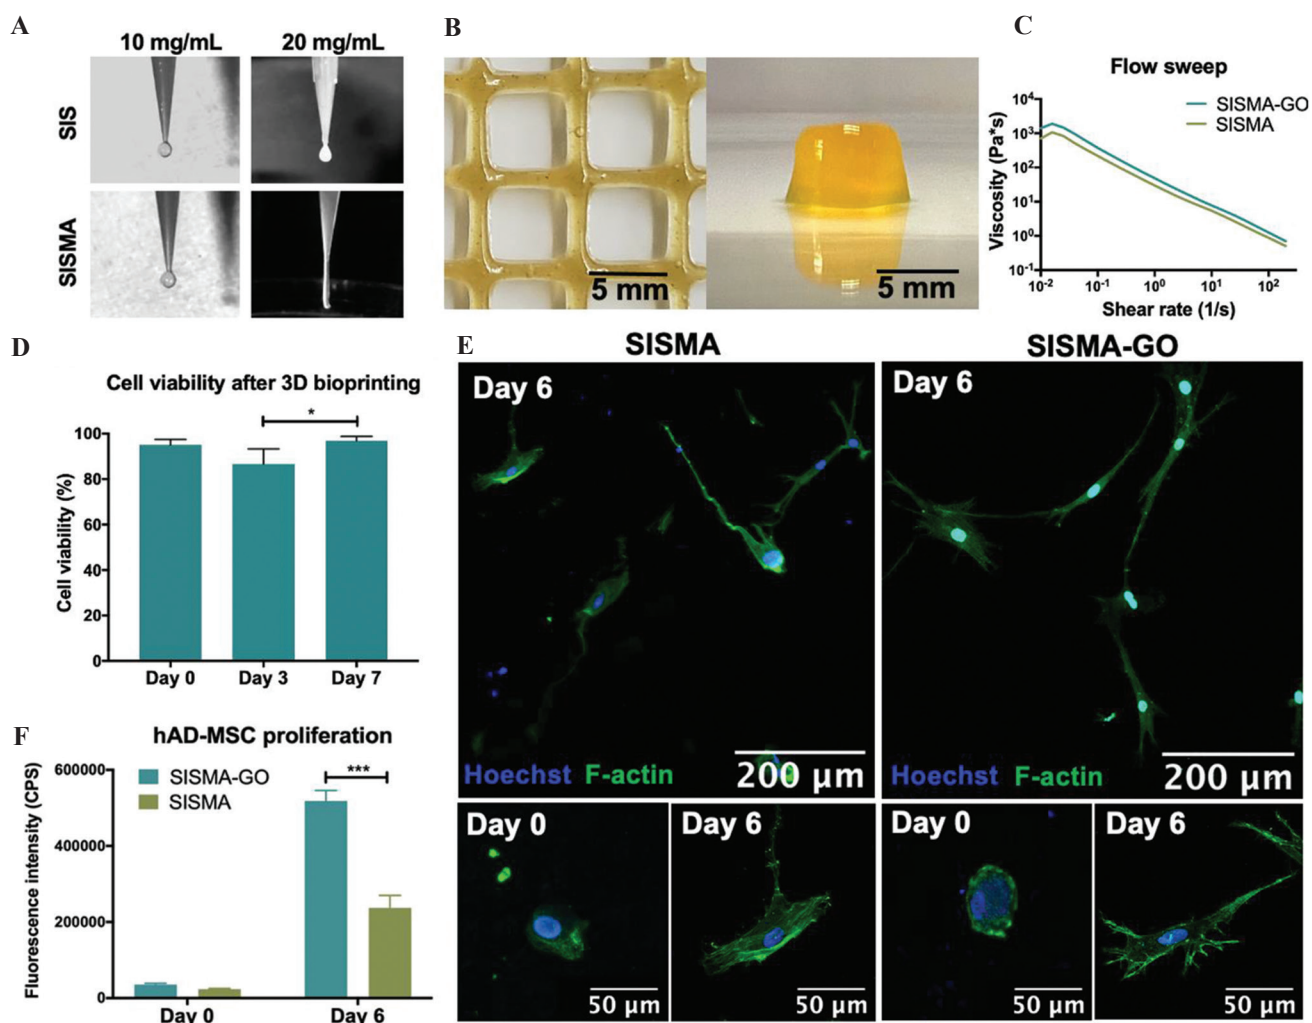 A
10 mg/mL
20 mg/mL
SIS
SISMA
B
5 mm
5 mm
C
Flow sweep
SISMA-GO
SISMA
Viscosity (Pa*s)
10⁴
10³
10²
10¹
10⁰
10⁻¹
10⁻²
10⁻¹
10⁰
10¹
10²
Shear rate (1/s)
D
Cell viability after 3D bioprinting
*
Cell viability (%)
100
80
60
40
20
0
Day 0
Day 3
Day 7
E
SISMA
SISMA-GO
Day 6
Hoechst F-actin
200 µm
Day 6
Hoechst F-actin
200 µm
Day 0
50 µm
Day 6
50 µm
Day 0
50 µm
Day 6
50 µm
F
hAD-MSC proliferation
SISMA-GO
SISMA
***
Fluorescence intensity (CPS)
600000
400000
200000
0
Day 0
Day 6